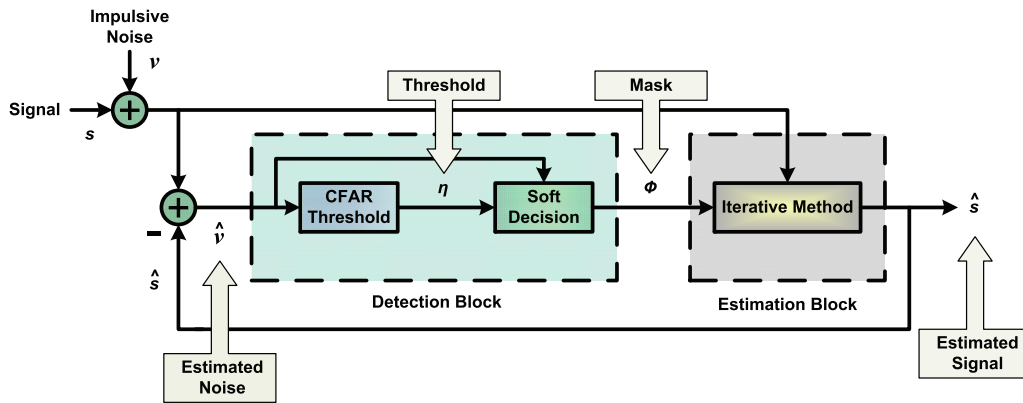 Impulsive
Noise
v
Signal
s
Threshold
Mask
CFAR
Threshold
η
Soft
Decision
Φ
Iterative Method
ŝ
−
v̂
ŝ
Detection Block
Estimation Block
Estimated
Noise
Estimated
Signal